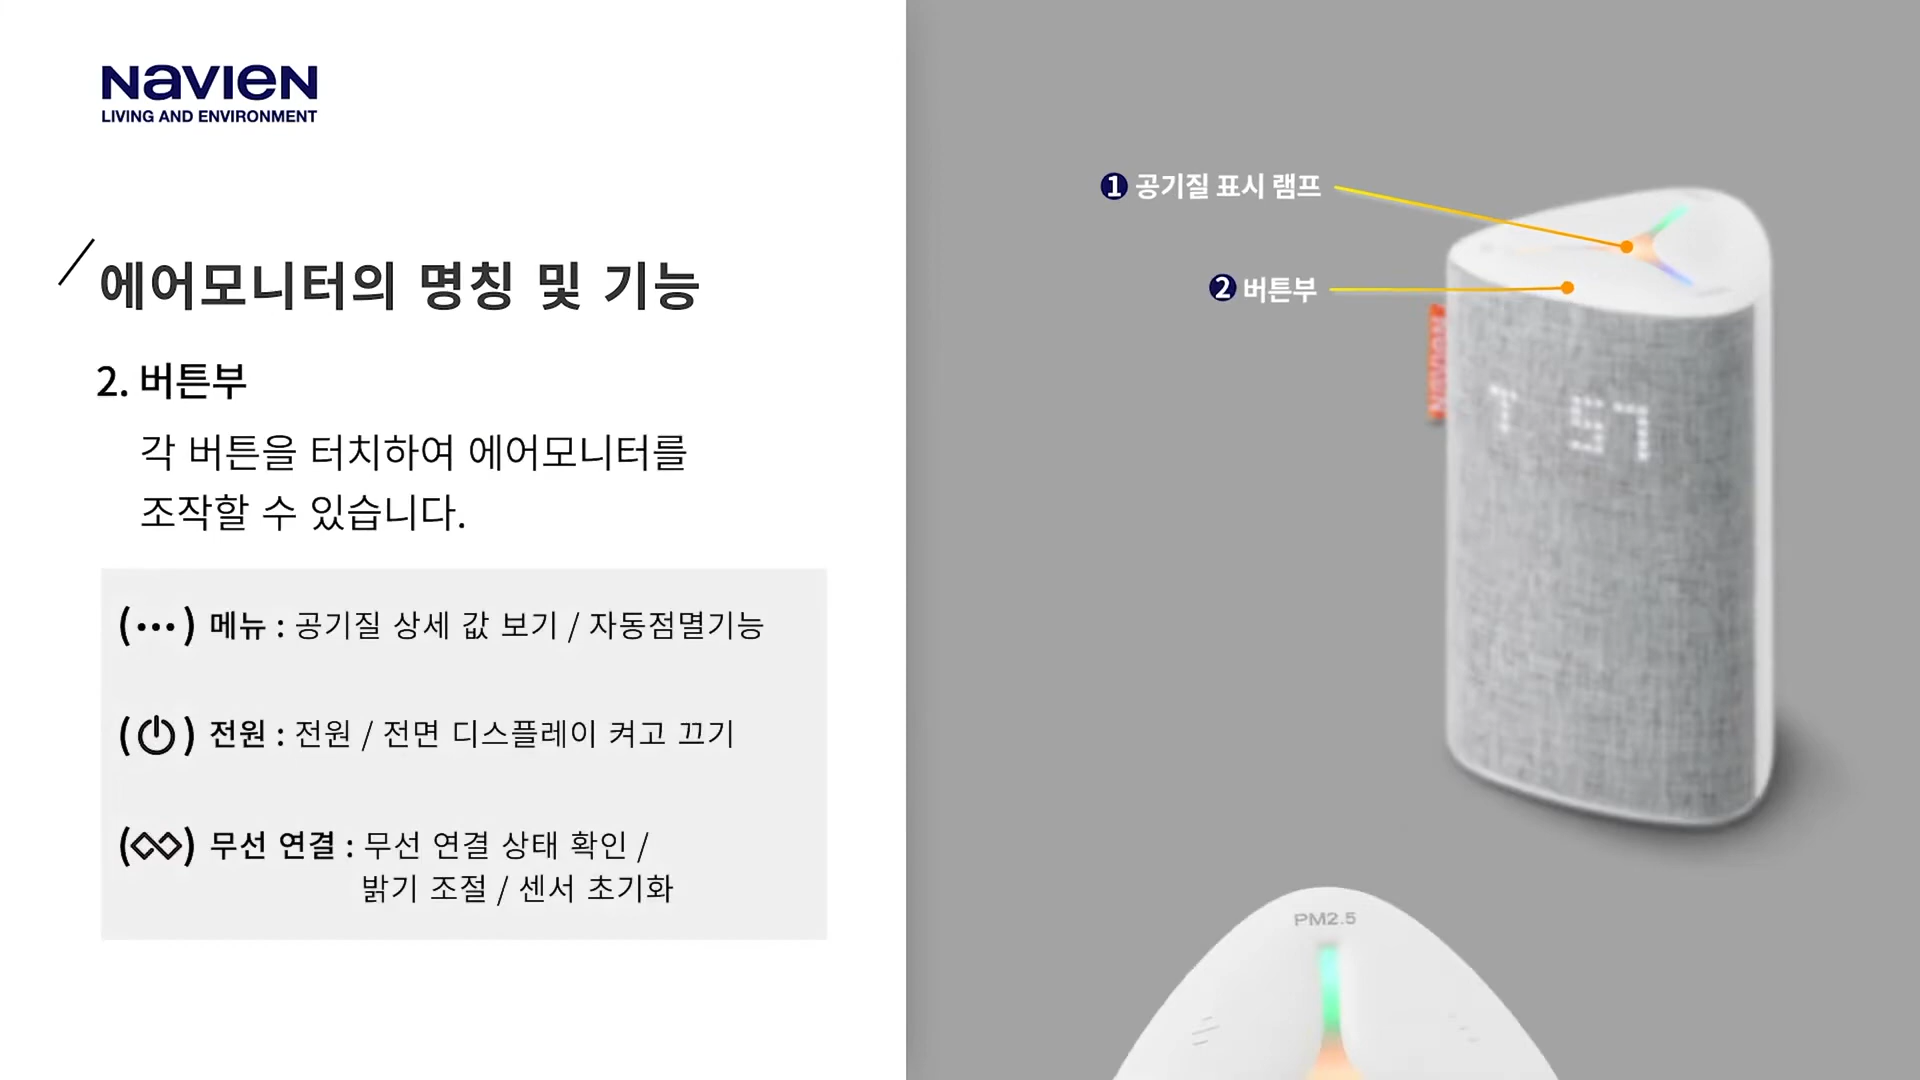 NAVIEN
LIVING AND ENVIRONMENT
에어모니터의 명칭 및 기능
2. 버튼부
각 버튼을 터치하여 에어모니터를
조작할 수 있습니다.
(•••) 메뉴 : 공기질 상세 값 보기 / 자동점멸기능
전원 : 전원 / 전면 디스플레이 켜고 끄기
무선 연결 : 무선 연결 상태 확인 /
밝기 조절 / 센서 초기화
1 공기질 표시 램프
2 버튼부
NAVIEN
PM2.5